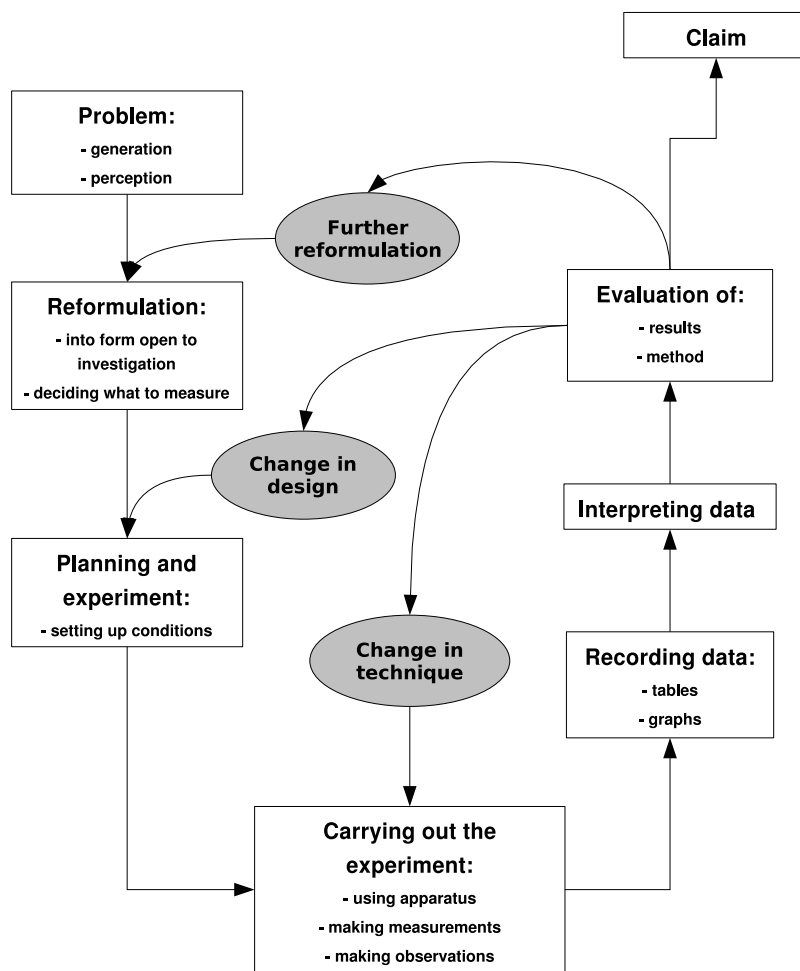 Claim
Problem:
- generation
- perception
Further
reformulation
Reformulation:
- into form open to
investigation
- deciding what to measure
Evaluation of:
- results
- method
Change in
design
Interpreting data
Planning and
experiment:
- setting up conditions
Change in
technique
Recording data:
- tables
- graphs
Carrying out the
experiment:
- using apparatus
- making measurements
- making observations